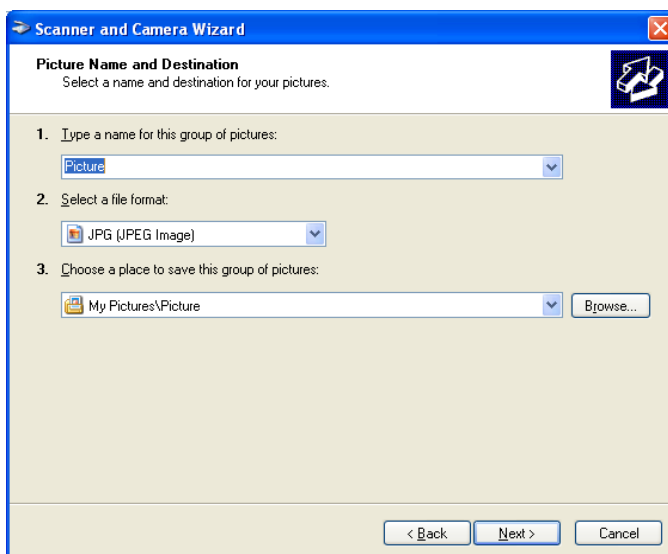 Scanner and Camera Wizard
Picture Name and Destination
Select a name and destination for your pictures.
1. Type a name for this group of pictures:
Picture
2. Select a file format:
JPG (JPEG Image)
3. Choose a place to save this group of pictures:
My Pictures\Picture
Browse...
< Back
Next >
Cancel